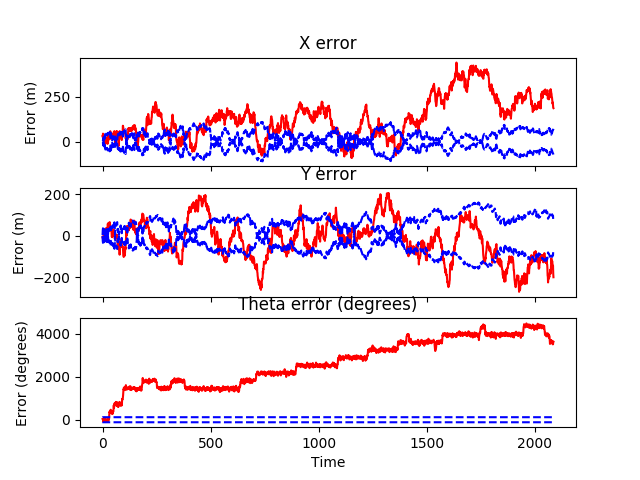 X error
Error (m)
250
0
Y error
Error (m)
200
0
−200
Theta error (degrees)
Error (degrees)
4000
2000
0
0
500
1000
1500
2000
Time